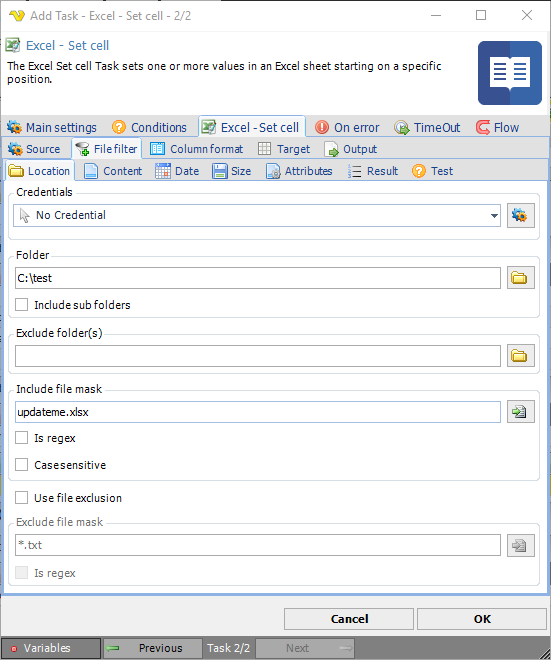 Add Task - Excel - Set cell - 2/2
Excel - Set cell
The Excel Set cell Task sets one or more values in an Excel sheet starting on a specific
position.
Main settings Conditions Excel - Set cell On error TimeOut Flow
Source File filter Column format Target Output
Location Content Date Size Attributes Result Test
Credentials
No Credential
Folder
C:\test
Include sub folders
Exclude folder(s)
Include file mask
updateme.xlsx
Is regex
Case sensitive
Use file exclusion
Exclude file mask
*.txt
Is regex
Cancel OK
Variables Previous Task 2/2 Next